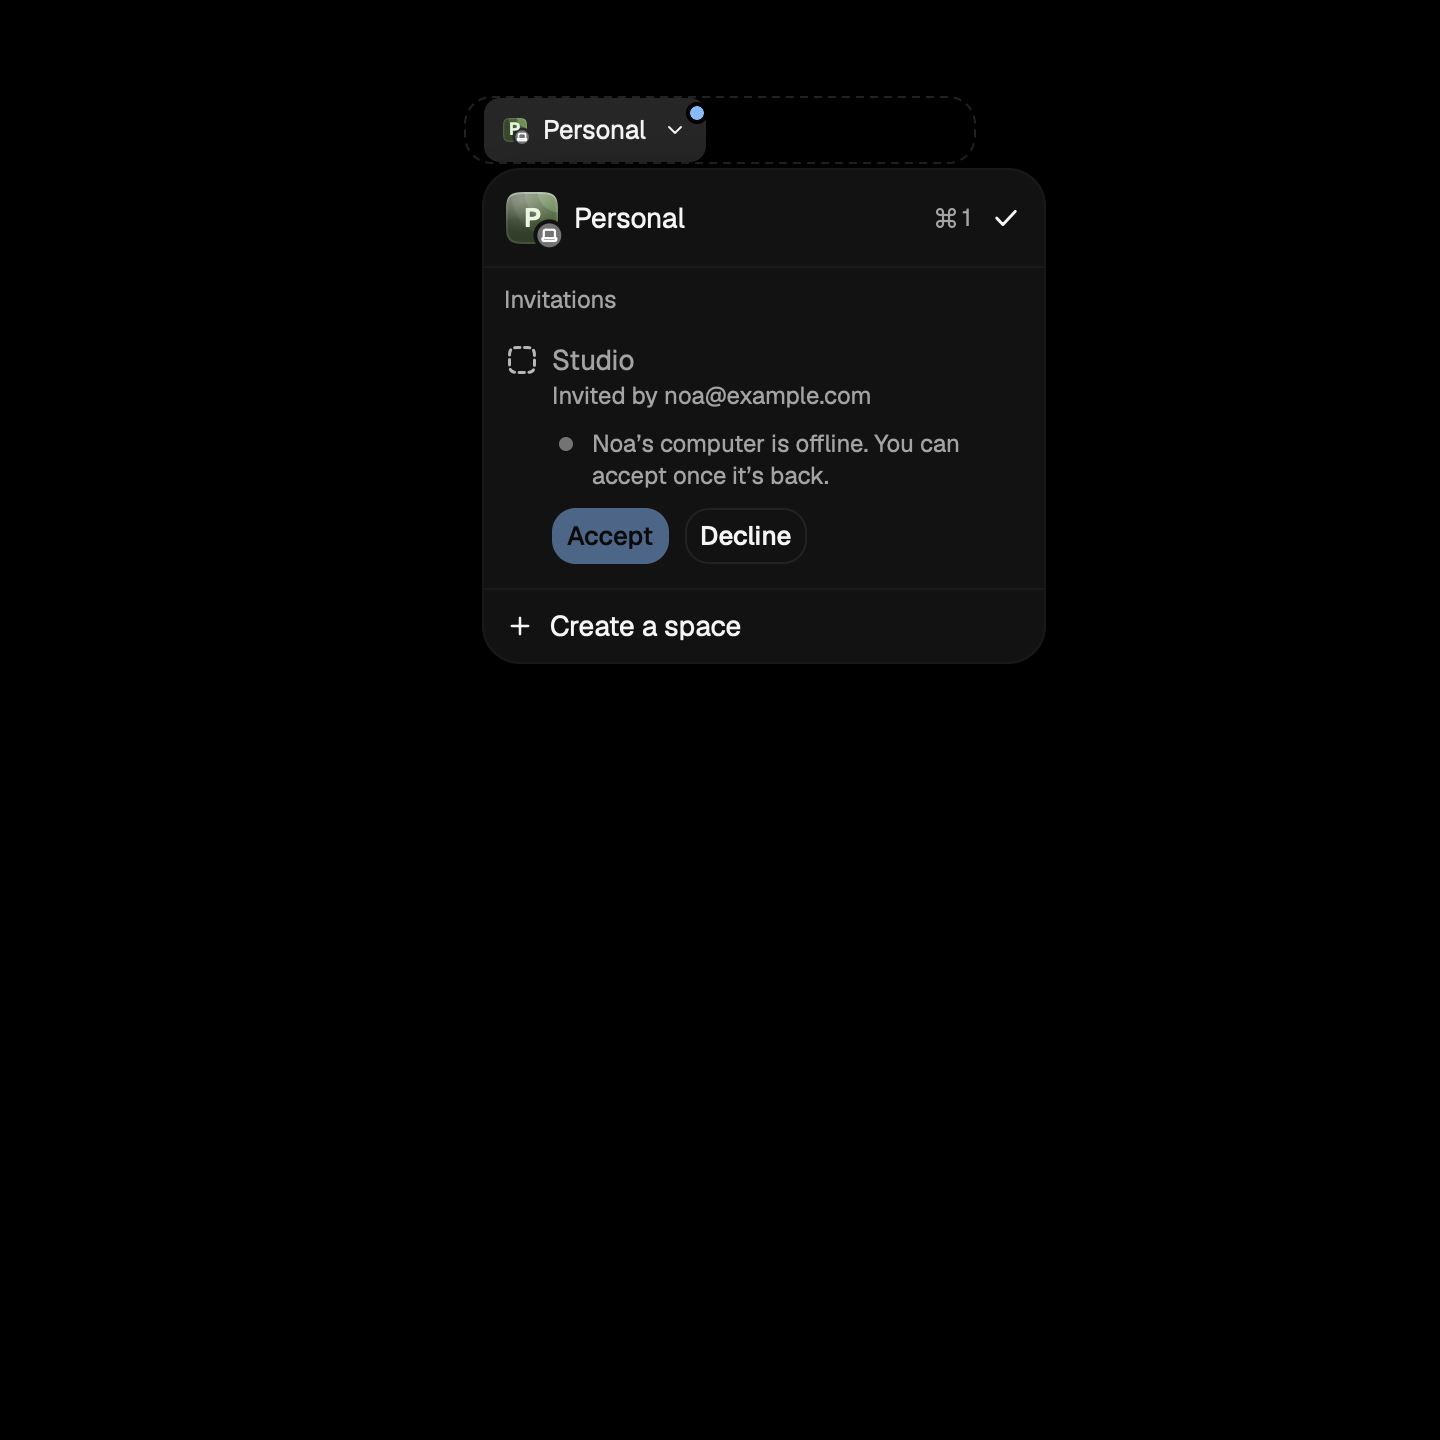 P Personal
P Personal ⌘1
Invitations
Studio
Invited by noa@example.com
Noa’s computer is offline. You can
accept once it’s back.
Accept Decline
Create a space